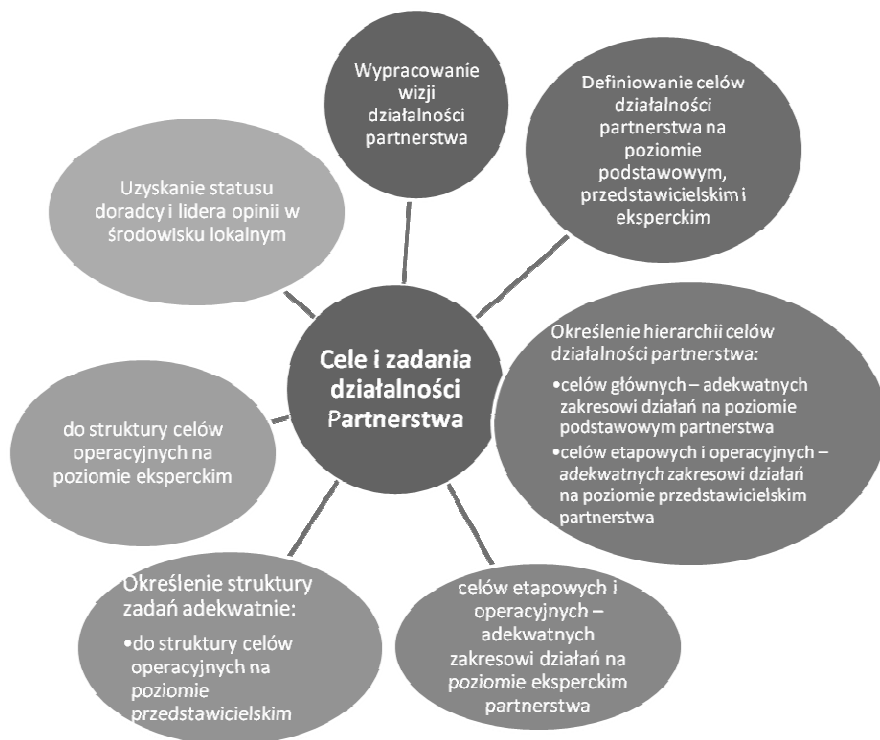 Wypracowanie
wizji
działalności
partnerstwa
Definiowanie celów
działalności
partnerstwa na
poziomie
podstawowym,
przedstawicielskim i
eksperckim
Określenie hierarchii celów
działalności partnerstwa:
•celów głównych – adekwatnych
zakresowi działań na poziomie
podstawowym partnerstwa
•celów etapowych i operacyjnych –
adekwatnych zakresowi działań
na poziomie przedstawicielskim
partnerstwa
celów etapowych i
operacyjnych –
adekwatnych
zakresowi działań na
poziomie eksperckim
partnerstwa
Określenie struktury
zadań adekwatnie:
•do struktury celów
operacyjnych na
poziomie
przedstawicielskim
do struktury celów
operacyjnych na
poziomie eksperckim
Uzyskanie statusu
doradcy i lidera opinii w
środowisku lokalnym
Cele i zadania
działalności
Partnerstwa